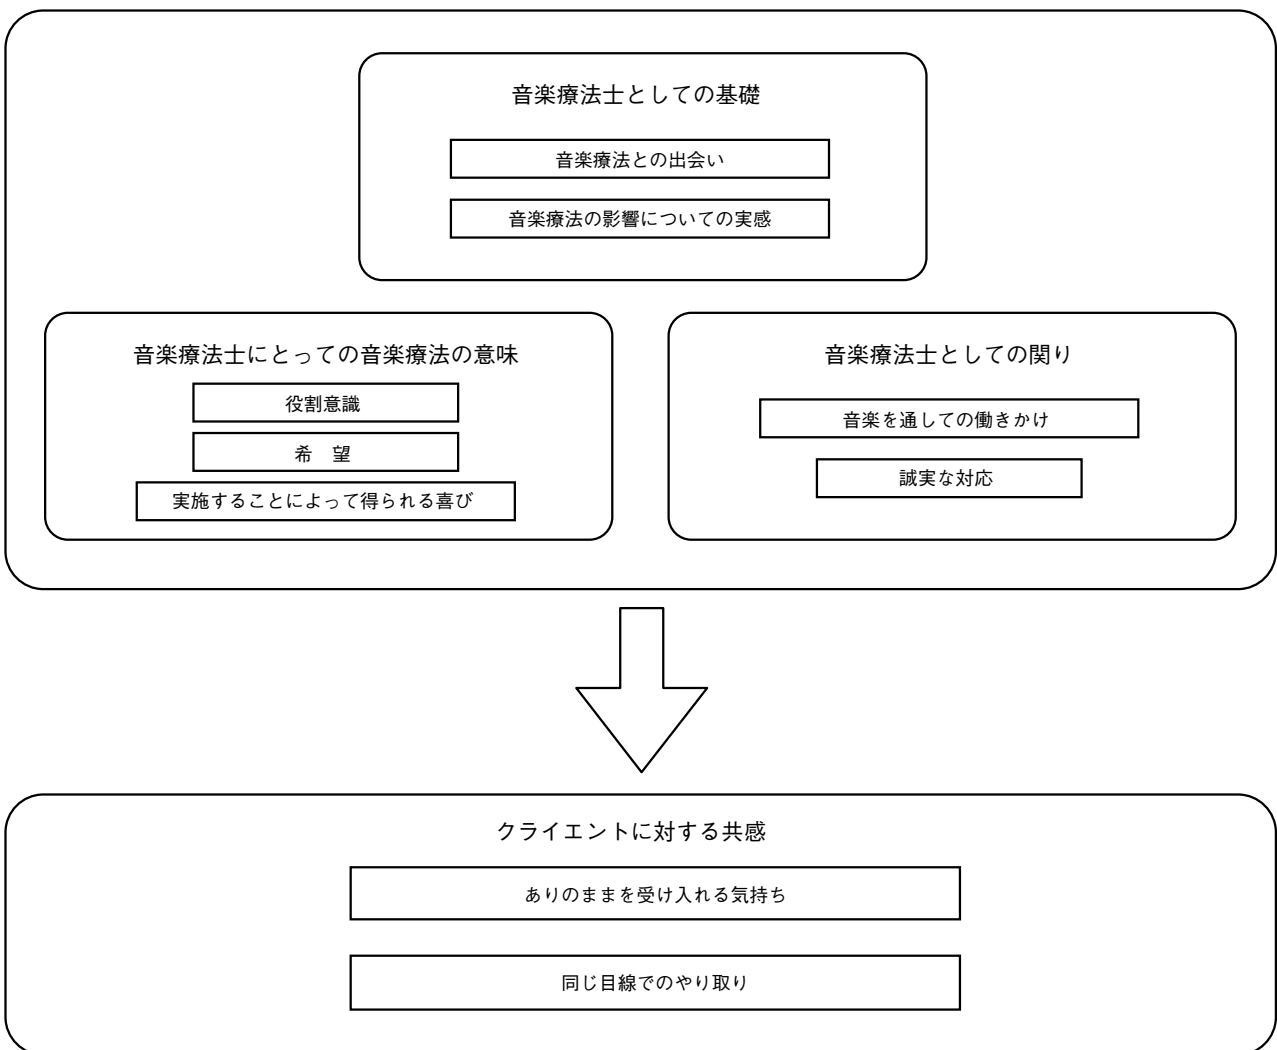 音楽療法士としての基礎
音楽療法との出会い
音楽療法の影響についての実感
音楽療法士にとっての音楽療法の意味
役割意識
希　望
実施することによって得られる喜び
音楽療法士としての関り
音楽を通しての働きかけ
誠実な対応
クライエントに対する共感
ありのままを受け入れる気持ち
同じ目線でのやり取り